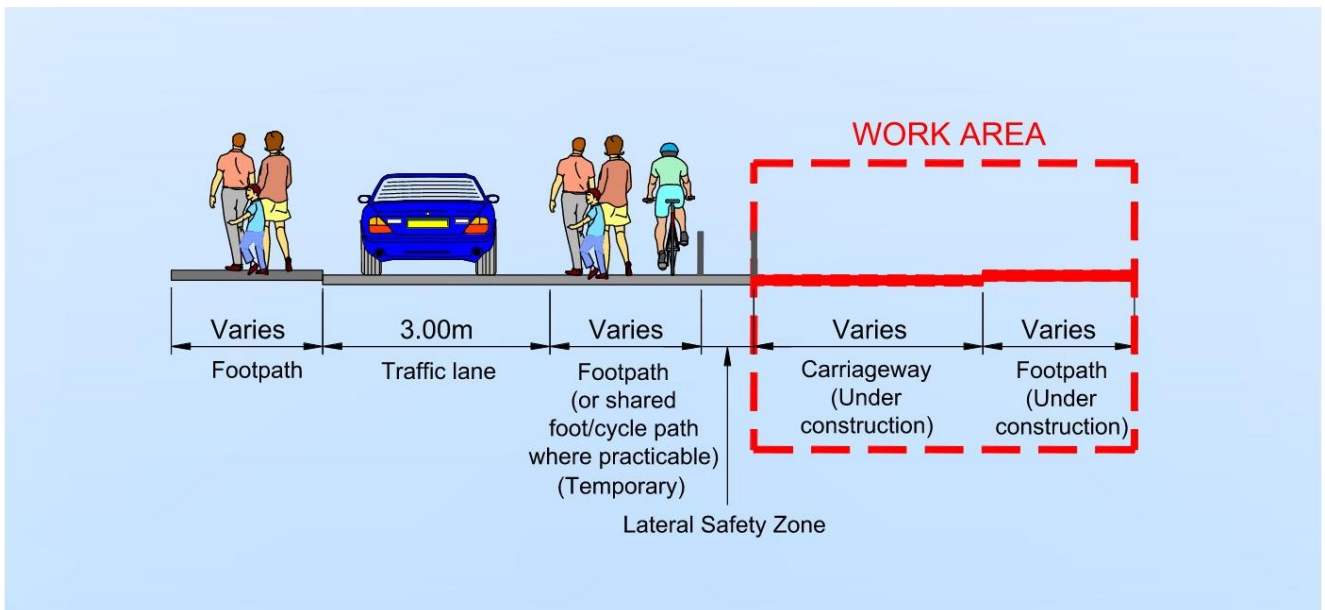 WORK AREA
Varies
3.00m
Varies
Varies
Varies
Footpath
Traffic lane
Footpath
(or shared
foot/cycle path
where practicable)
(Temporary)
Carriageway
(Under
construction)
Footpath
(Under
construction)
Lateral Safety Zone